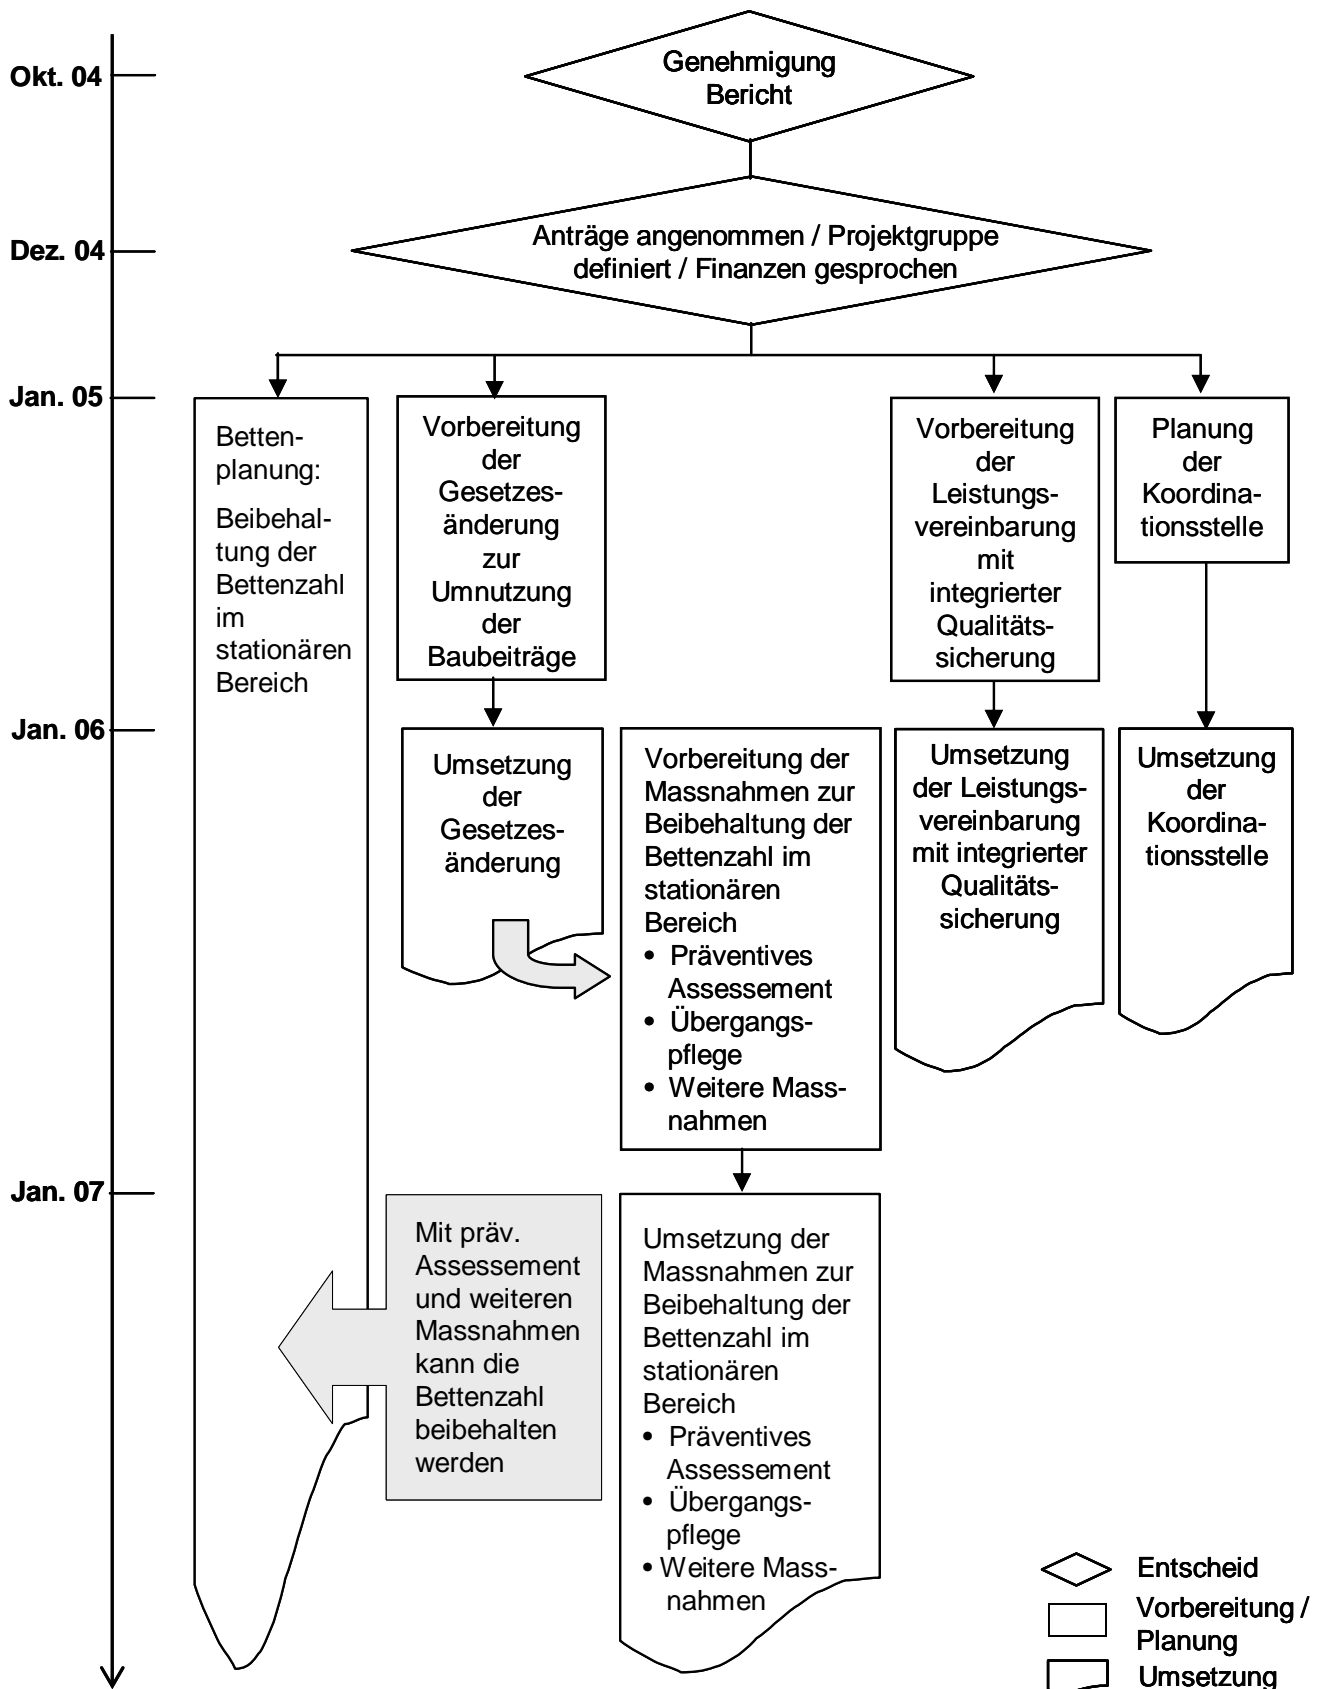 Okt. 04
Genehmigung
Bericht
Dez. 04
Anträge angenommen / Projektgruppe
definiert / Finanzen gesprochen
Jan. 05
Betten-
planung:
Beibehal-
tung der
Bettenzahl
im
stationären
Bereich
Vorbereitung
der
Gesetzes-
änderung
zur
Umnutzung
der
Baubeiträge
Vorbereitung
der
Leistungs-
vereinbarung
mit
integrierter
Qualitäts-
sicherung
Planung
der
Koordina-
tionsstelle
Jan. 06
Umsetzung
der
Gesetzes-
änderung
Vorbereitung der
Massnahmen zur
Beibehaltung der
Bettenzahl im
stationären
Bereich
• Präventives
Assessement
• Übergangs-
pflege
• Weitere Mass-
nahmen
Umsetzung
der Leistungs-
vereinbarung
mit integrierter
Qualitäts-
sicherung
Umsetzung
der
Koordina-
tionsstelle
Jan. 07
Mit präv.
Assessement
und weiteren
Massnahmen
kann die
Bettenzahl
beibehalten
werden
Umsetzung der
Massnahmen zur
Beibehaltung der
Bettenzahl im
stationären
Bereich
• Präventives
Assessement
• Übergangs-
pflege
• Weitere Mass-
nahmen
Entscheid
Vorbereitung /
Planung
Umsetzung